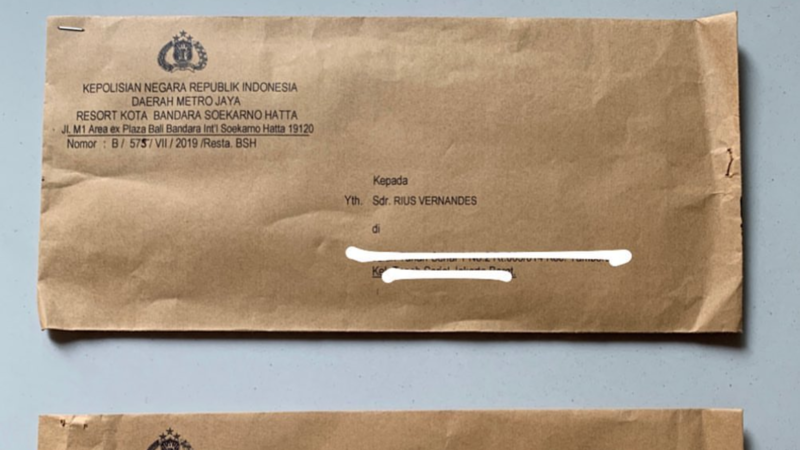 KEPOLISIAN NEGARA REPUBLIK INDONESIA
DAERAH METRO JAYA
RESORT KOTA BANDARA SOEKARNO HATTA
Jl. M1 Area ex Plaza Bali Bandara Int'l Soekarno Hatta 19120
Nomor : B / 575 / VII / 2019 /Resta. BSH
Kepada
Yth. Sdr. RIUS VERNANDES
di